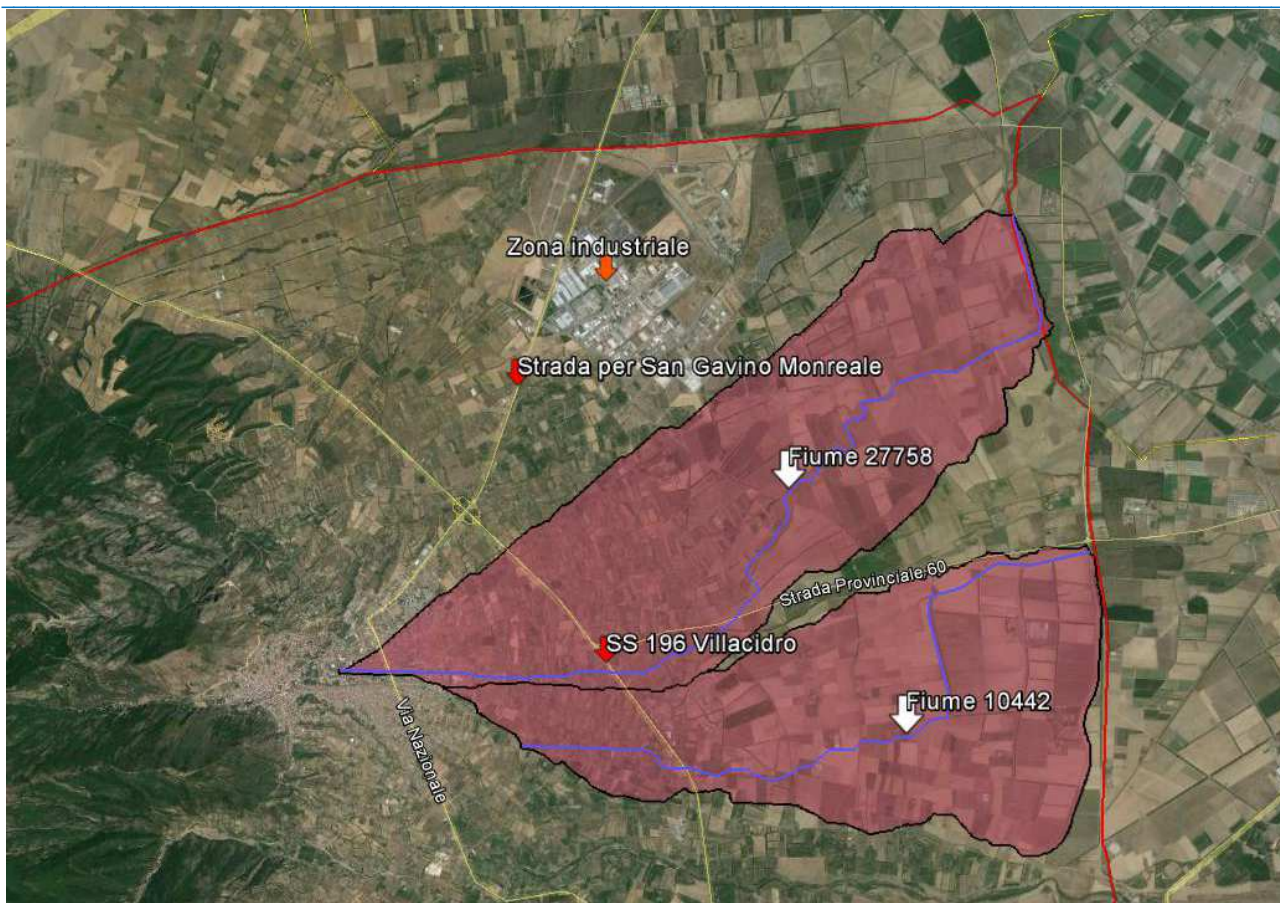 Zona industriale
Strada per San Gavino Monreale
Fiume 27758
Strada Provinciale 60
SS 196 Villacidro
Fiume 10442
Via Nazionale